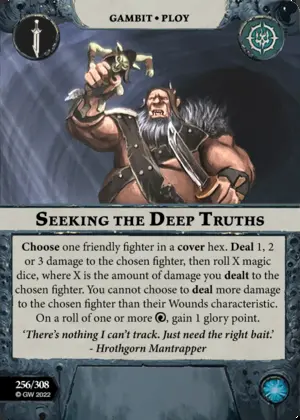 GAMBIT • PLOY
SEEKING THE DEEP TRUTHS
Choose one friendly fighter in a cover hex. Deal 1, 2
or 3 damage to the chosen fighter, then roll X magic
dice, where X is the amount of damage you dealt to the
chosen fighter. You cannot choose to deal more damage
to the chosen fighter than their Wounds characteristic.
On a roll of one or more , gain 1 glory point.
'There's nothing I can't track. Just need the right bait.'
- Hrothgorn Mantrapper
256/308
© GW 2022